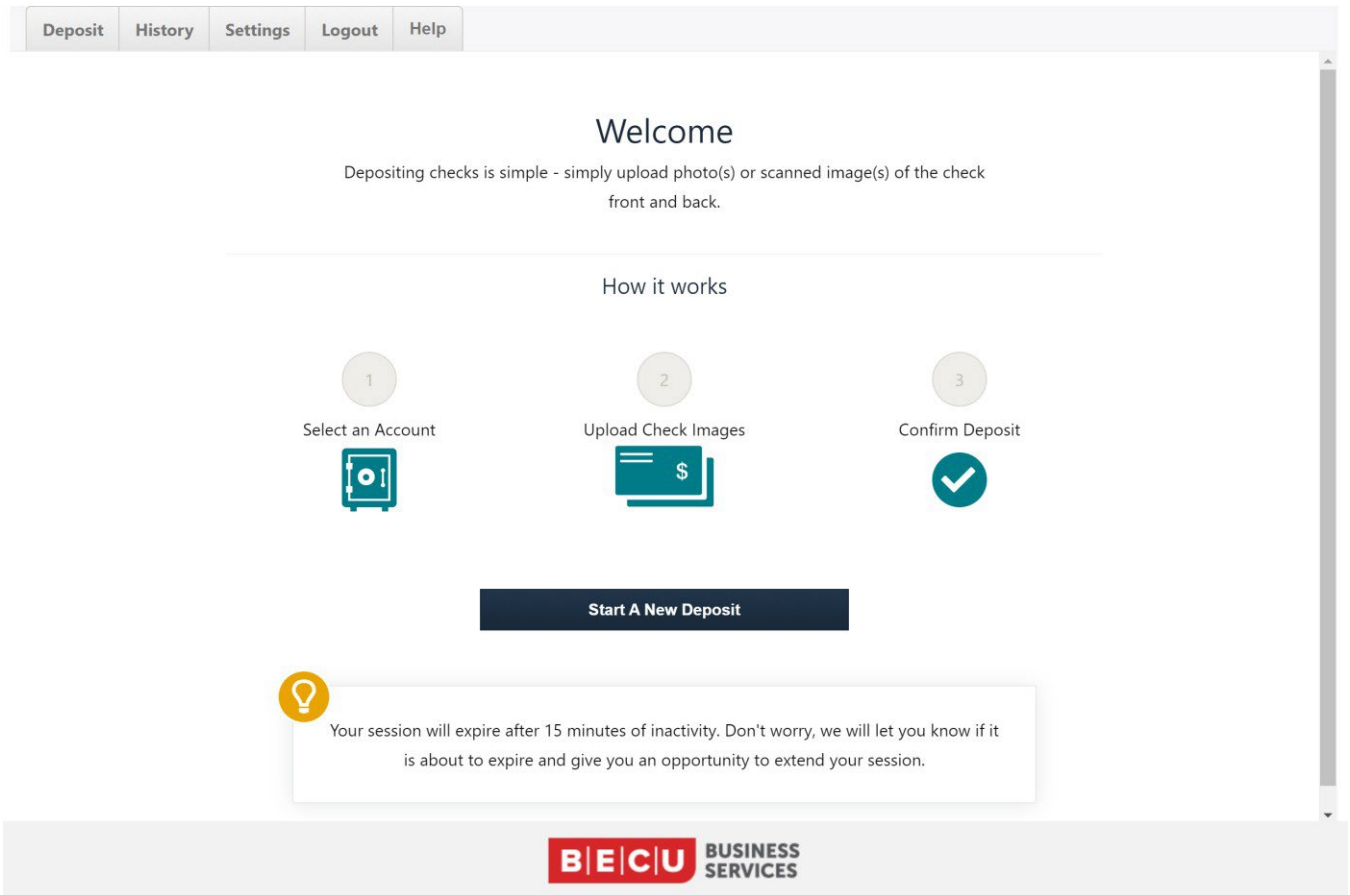 Deposit History Settings Logout Help
Welcome
Depositing checks is simple - simply upload photo(s) or scanned image(s) of the check
front and back.
How it works
1 2 3
Select an Account Upload Check Images Confirm Deposit
$
Start A New Deposit
Your session will expire after 15 minutes of inactivity. Don't worry, we will let you know if it
is about to expire and give you an opportunity to extend your session.
B|E|C|U BUSINESS
SERVICES